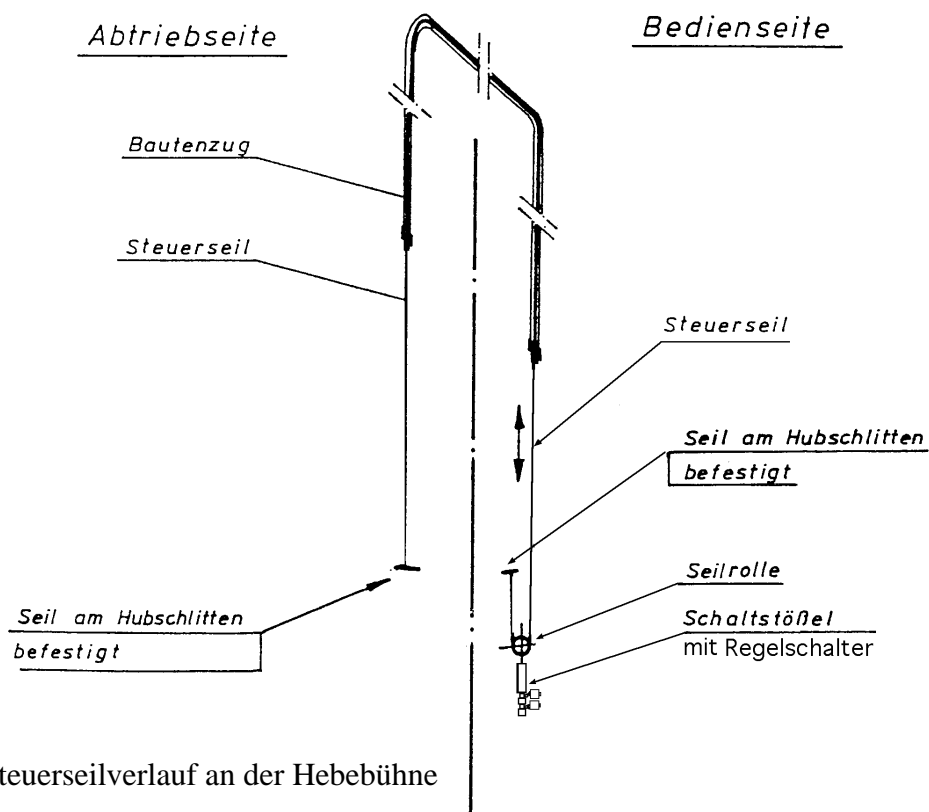 Abtriebseite
Bedienseite
Bautenzug
Steuerseil
Steuerseil
Seil am Hubschlitten
befestigt
Seilrolle
Seil am Hubschlitten
befestigt
Schaltstößel
mit Regelschalter
teuerseilverlauf an der Hebebühne